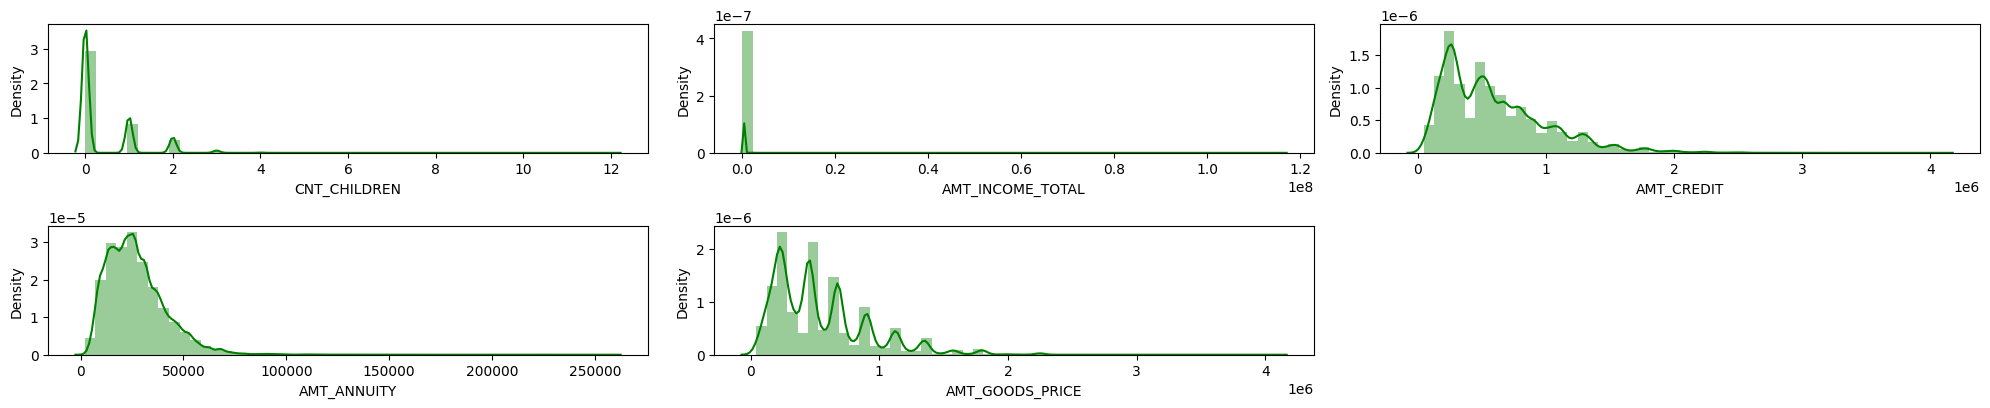 Density
3
2
1
0
0 2 4 6 8 10 12
CNT_CHILDREN
1e−7
Density
4
2
0
0.0 0.2 0.4 0.6 0.8 1.0 1.2
1e8
AMT_INCOME_TOTAL
1e−6
Density
1.5
1.0
0.5
0.0
0 1 2 3 4
1e6
AMT_CREDIT
1e−5
Density
3
2
1
0
0 50000 100000 150000 200000 250000
AMT_ANNUITY
1e−6
Density
2
1
0
0 1 2 3 4
1e6
AMT_GOODS_PRICE